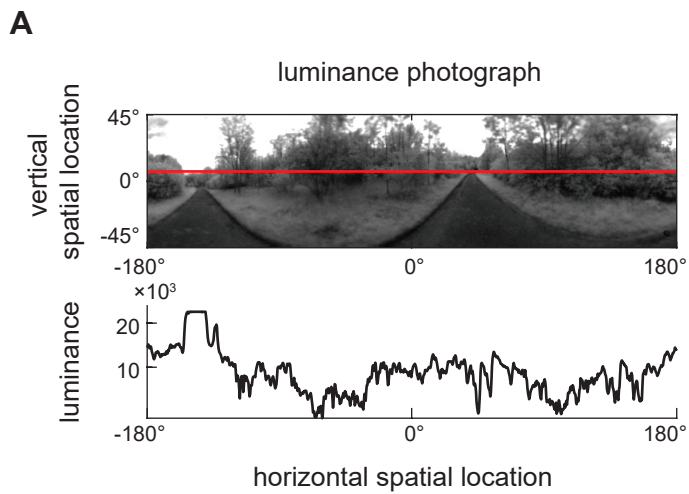 A
luminance photograph
vertical
spatial location
45°
0°
-45°
-180°
0°
180°
×10³
luminance
20
10
-180°
0°
180°
horizontal spatial location